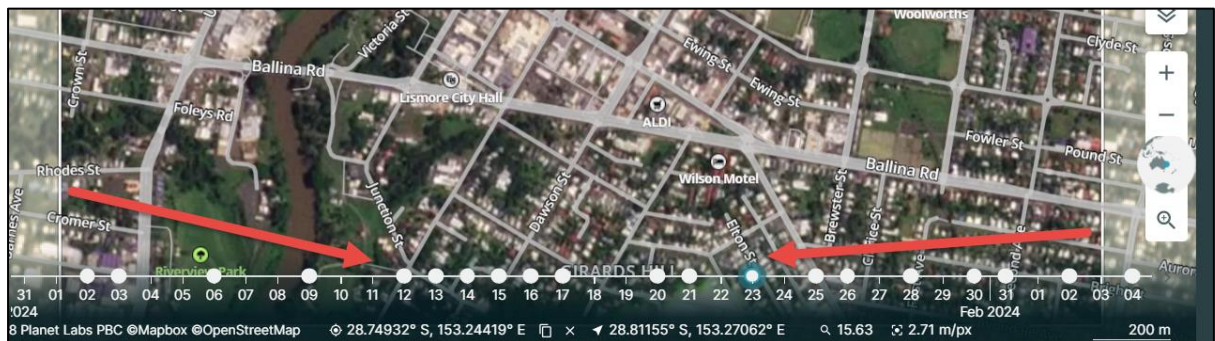 Woolworths
Clyde St
Crown St
Victoria St
Ewing St
Ballina Rd
Ewing St
Lismore City Hall
Foleys Rd
ALDI
Fowler St
Pound St
Rhodes St
Wilson Motel
Ballina Rd
Junction St
Dawson St
Elton St
Brewster St
Cromer St
Riverview Park
GIRARDS HILL
31 01 02 03 04 05 06 07 08 09 10 11 12 13 14 15 16 17 18 19 20 21 22 23 24 25 26 27 28 29 30 31 01 02 03 04
2024
Feb 2024
8 Planet Labs PBC ©Mapbox ©OpenStreetMap 28.74932° S, 153.24419° E 28.81155° S, 153.27062° E 15.63 2.71 m/px 200 m